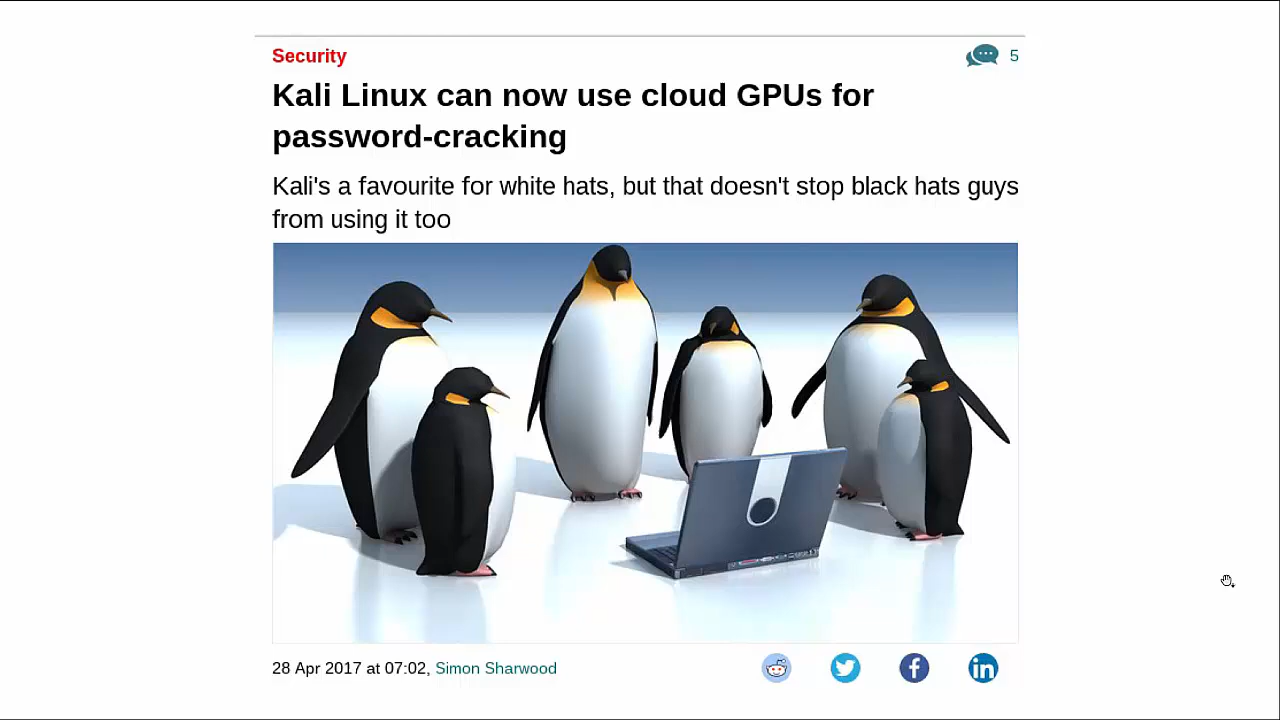 Security
5
Kali Linux can now use cloud GPUs for
password-cracking
Kali's a favourite for white hats, but that doesn't stop black hats guys
from using it too
28 Apr 2017 at 07:02, Simon Sharwood
in